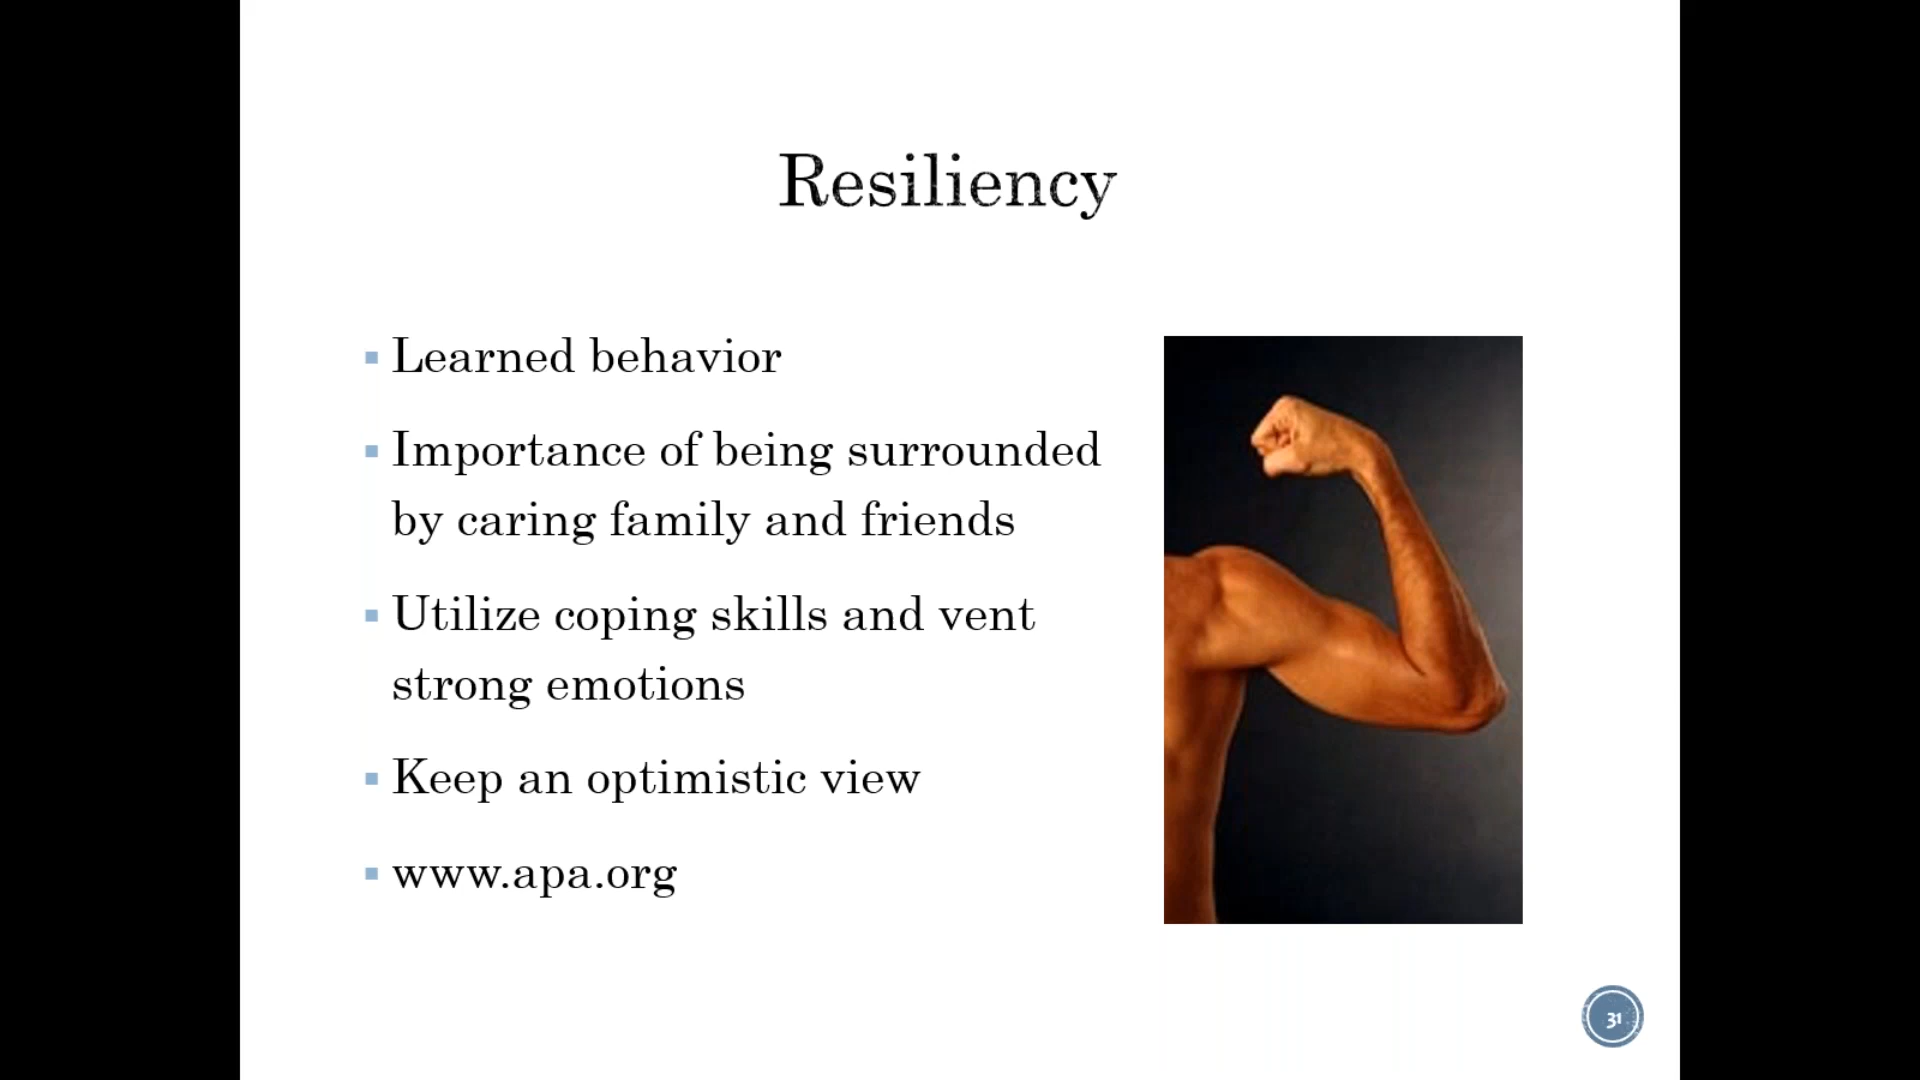 Resiliency
Learned behavior
Importance of being surrounded
by caring family and friends
Utilize coping skills and vent
strong emotions
Keep an optimistic view
www.apa.org
31